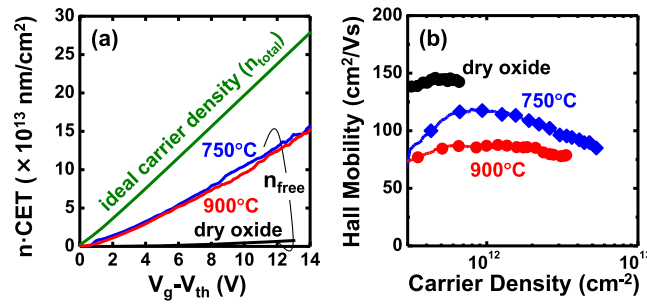 (a)
n·CET (×10¹³ nm/cm²)
30
25
20
15
10
5
0
ideal carrier density (n_total)
750°C
900°C
n_free
dry oxide
0 2 4 6 8 10 12 14
V_g-V_th (V)
(b)
Hall Mobility (cm²/Vs)
200
150
100
50
0
dry oxide
750°C
900°C
10¹² 10¹³
Carrier Density (cm⁻²)